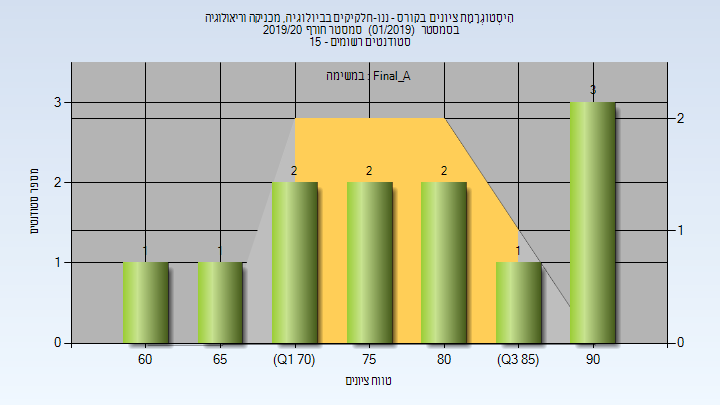 היסטוגרמת ציונים בקורס - ננו-חלקיקים בביולוגיה, מכניקה וריאולוגיה
בסמסטר (01/2019) סמסטר חורף 2019/20
סטודנטים רשומים - 15
במשימה : Final_A
מספר סטודנטים
3
2
1
0
2
1
0
1
1
2
2
2
1
3
60
65
(Q1 70)
75
80
(Q3 85)
90
טווח ציונים